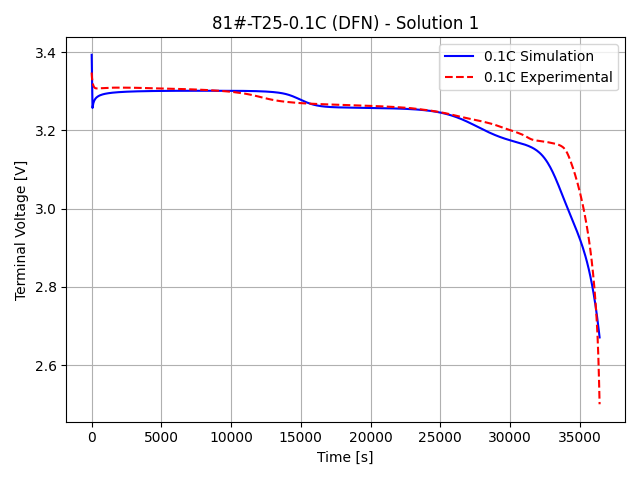 81#-T25-0.1C (DFN) - Solution 1
0.1C Simulation
0.1C Experimental
Terminal Voltage [V]
3.4
3.2
3.0
2.8
2.6
0 5000 10000 15000 20000 25000 30000 35000
Time [s]